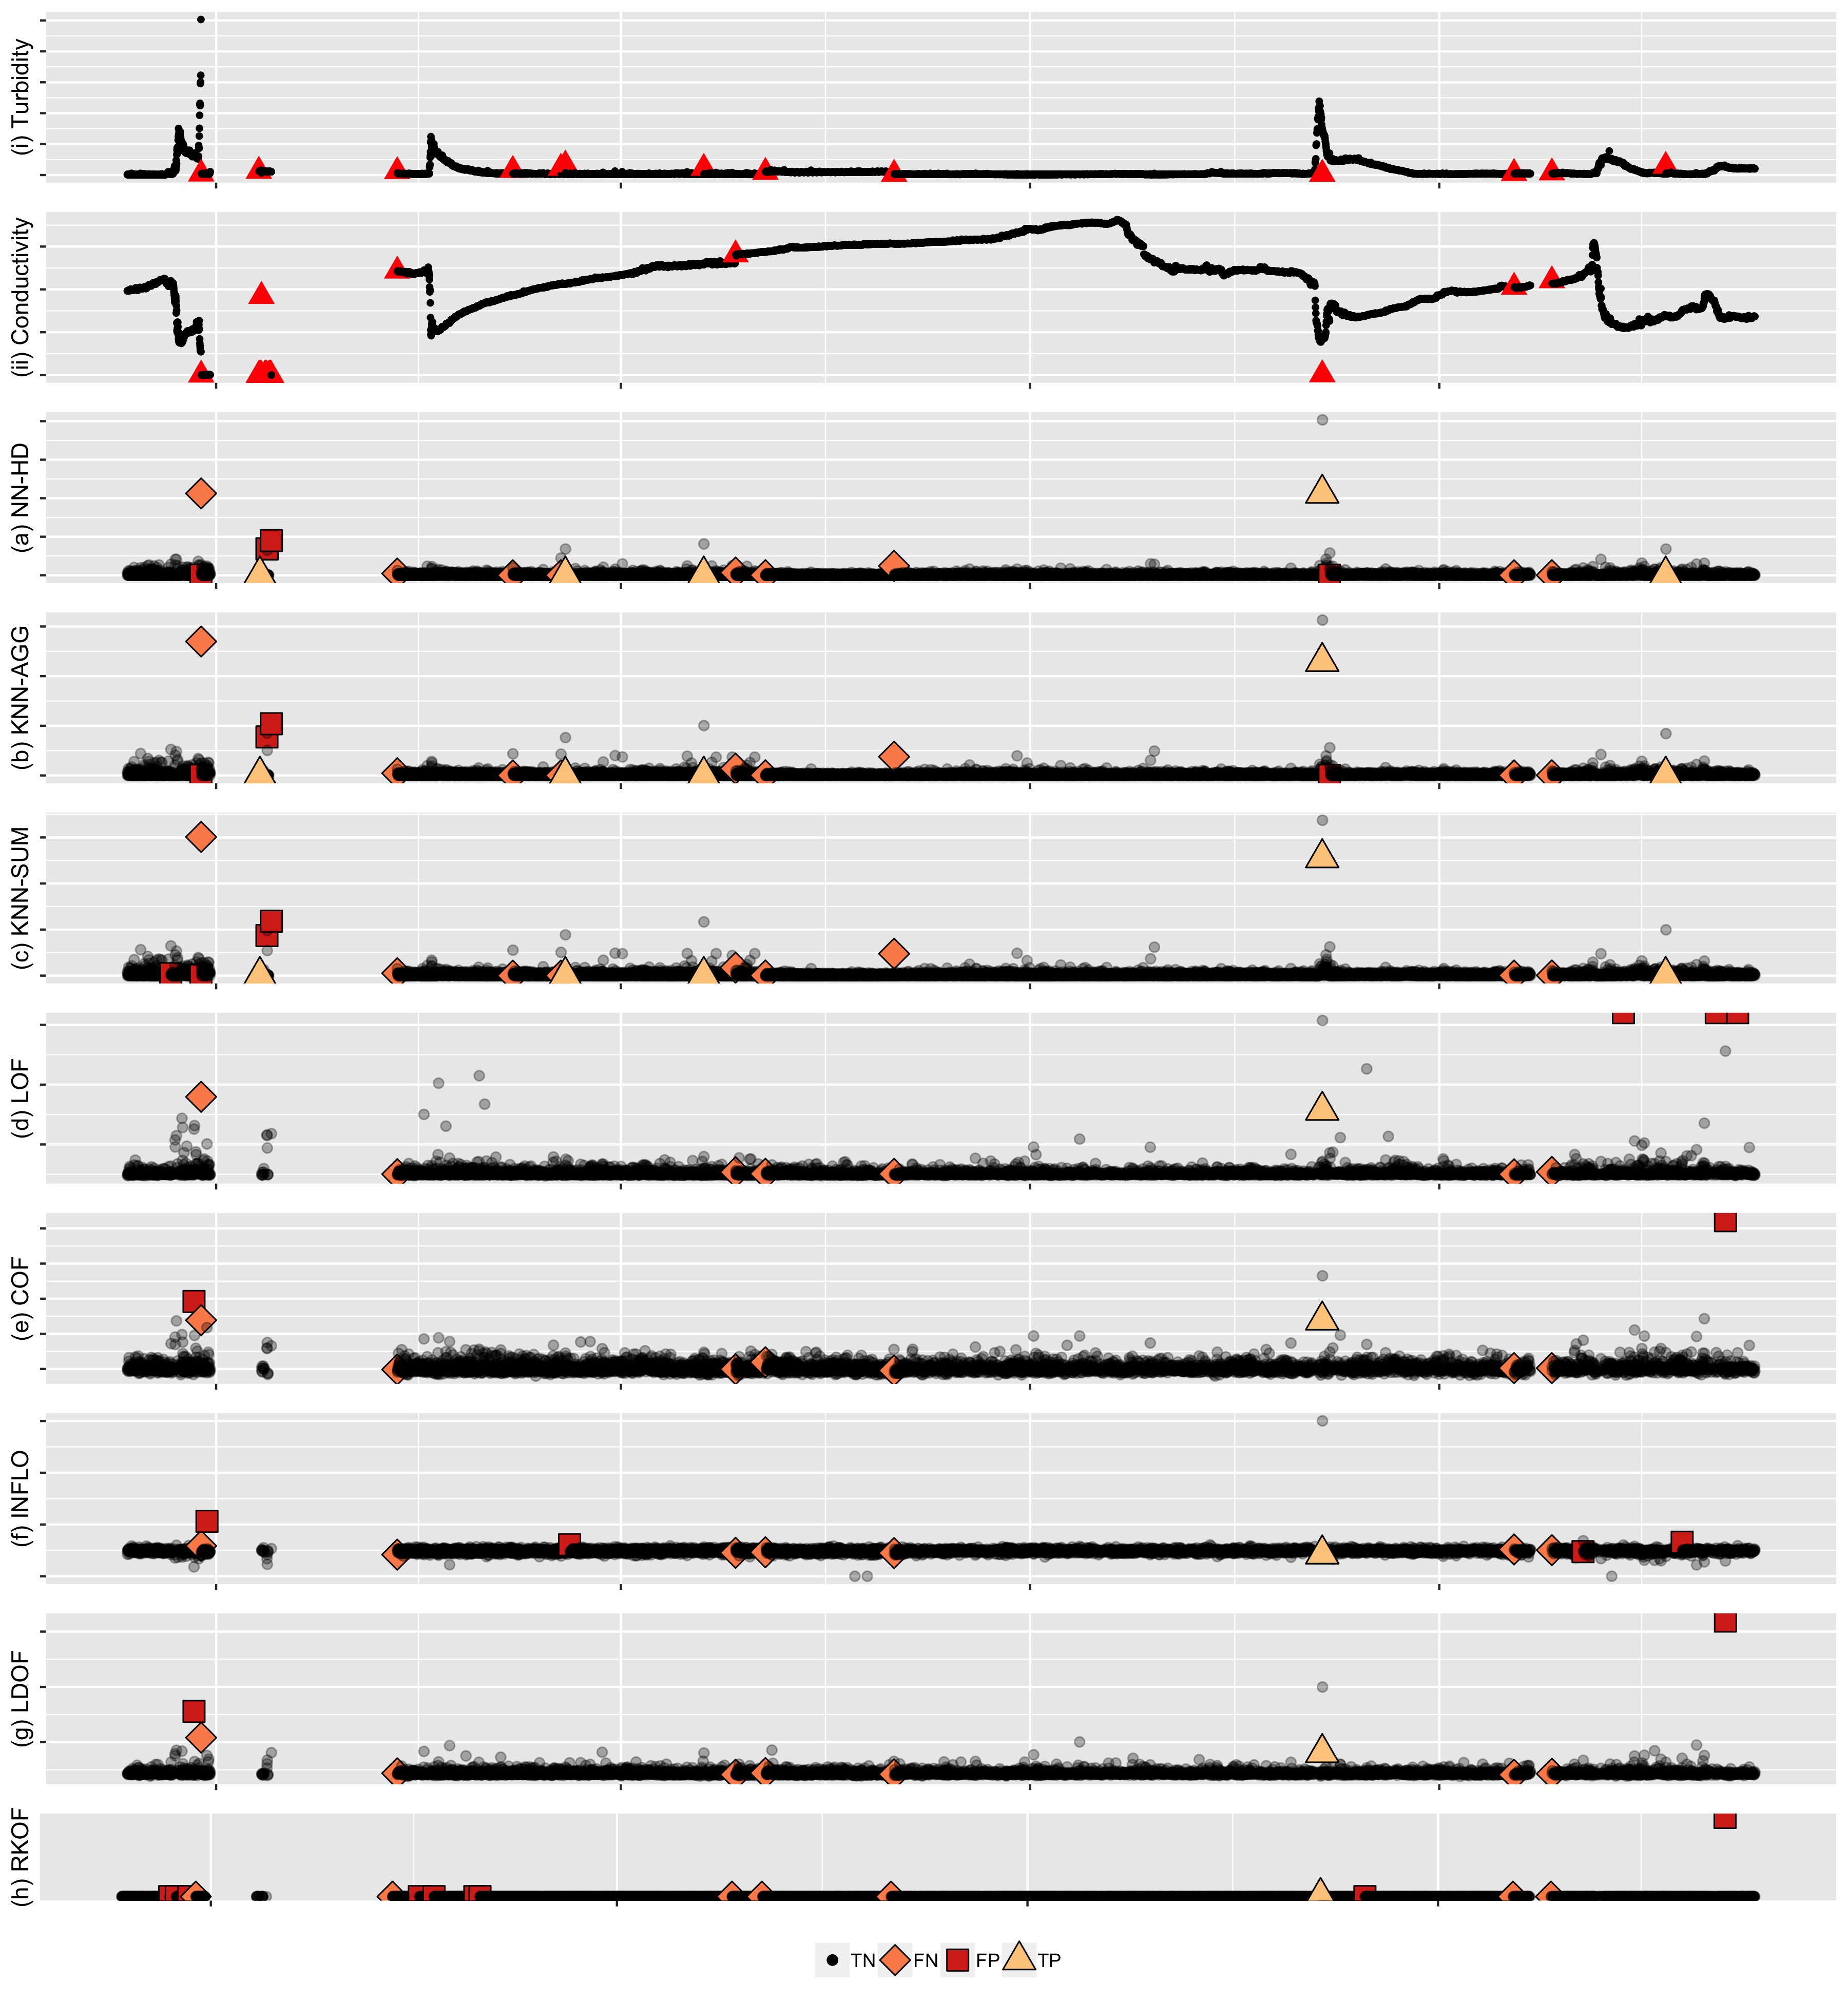 (i) Turbidity
(ii) Conductivity
(a) NN-HD
(b) KNN-AGG
(c) KNN-SUM
(d) LOF
(e) COF
(f) INFLO
(g) LDOF
(h) RKOF
TN FN FP TP